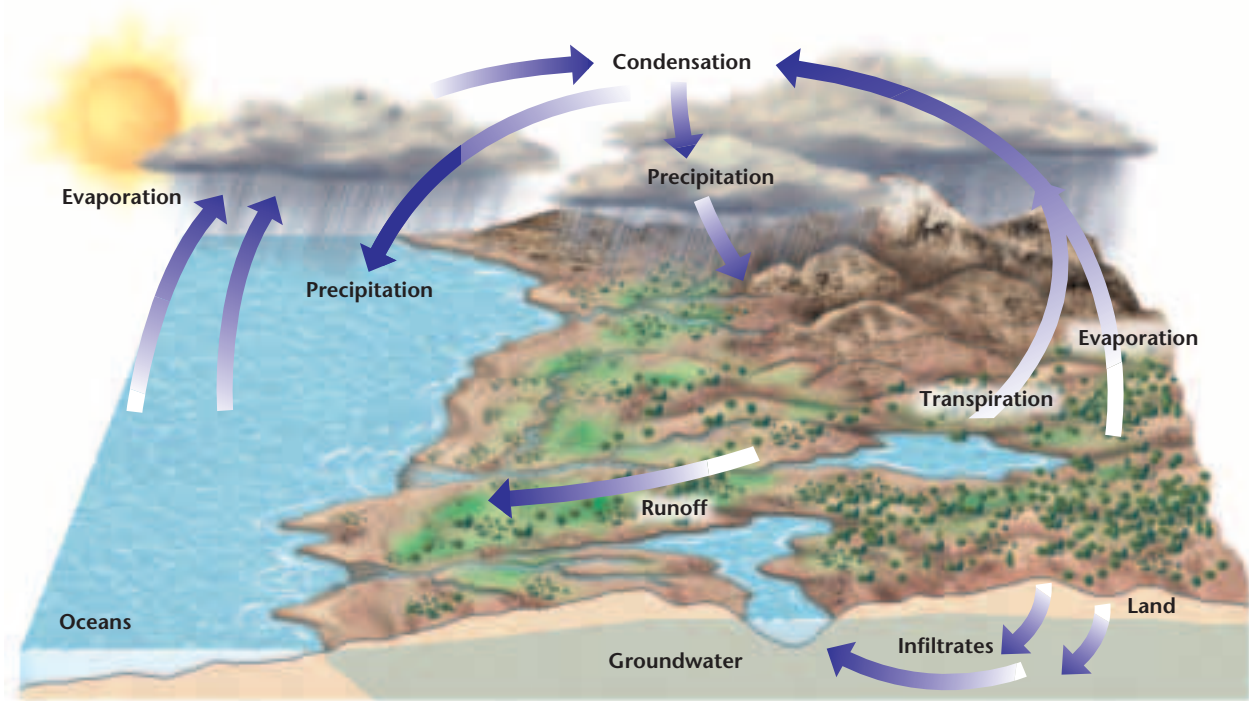 Condensation
Precipitation
Evaporation
Precipitation
Evaporation
Transpiration
Runoff
Land
Oceans
Infiltrates
Groundwater